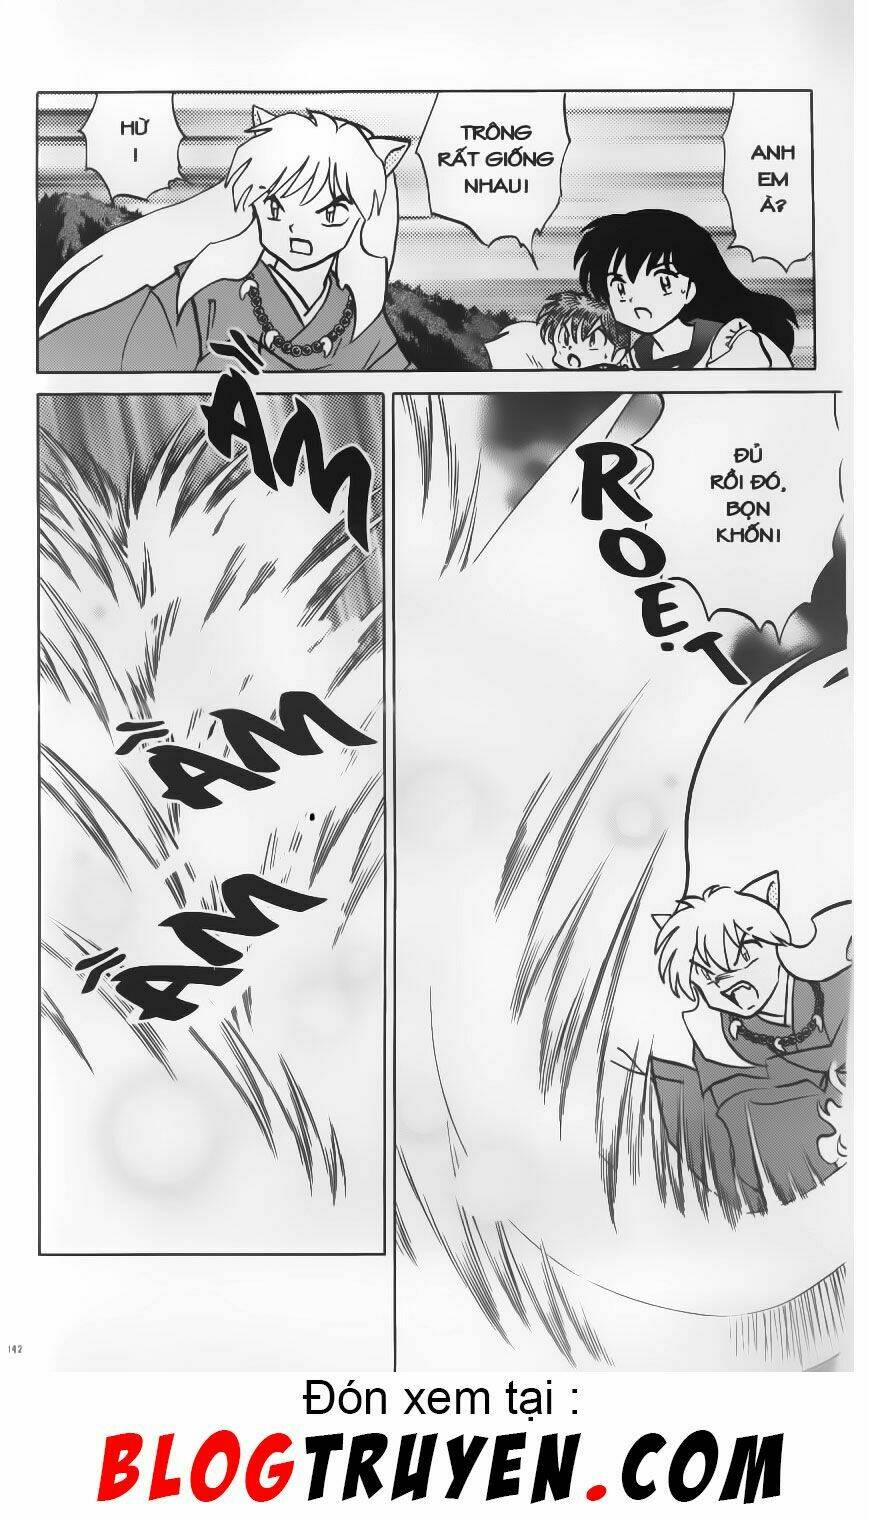 ANH
EM
À?
TRÔNG
RẤT GIỐNG
NHAU!
HỪ
!
ĐỦ
RỒI ĐÓ,
BỌN
KHỐN!
ROẸT
ẦM
ẦM
ẦM
142
Đón xem tại :
BLOGTRUYEN.COM